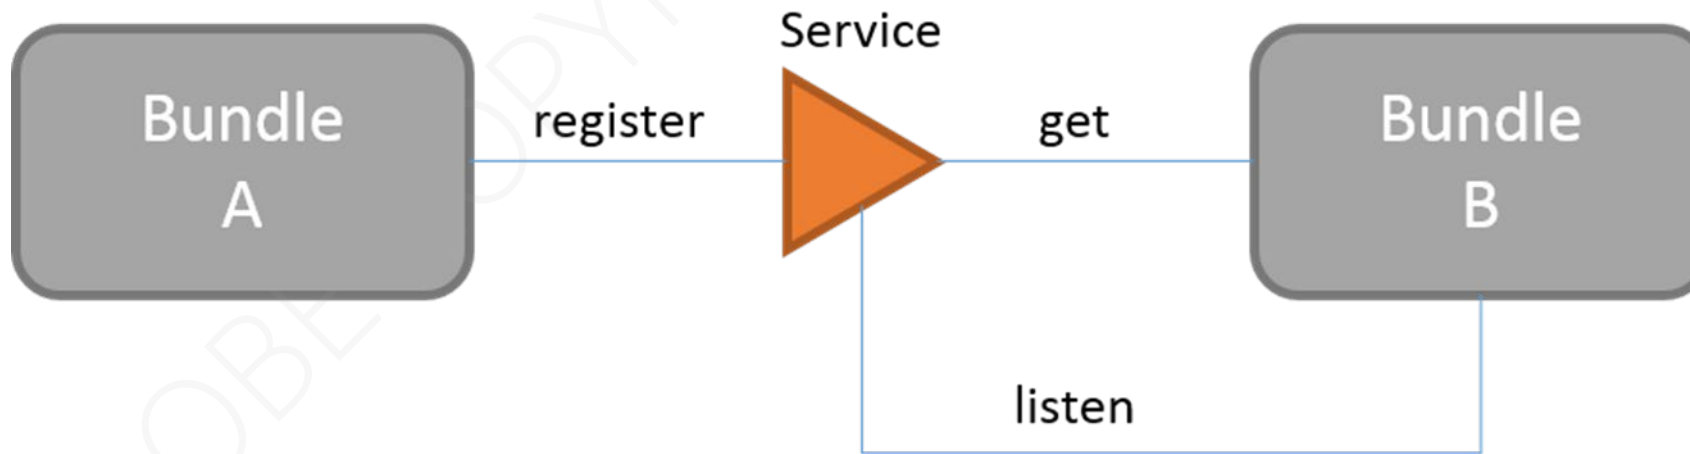 Service
Bundle
A
register
get
Bundle
B
listen